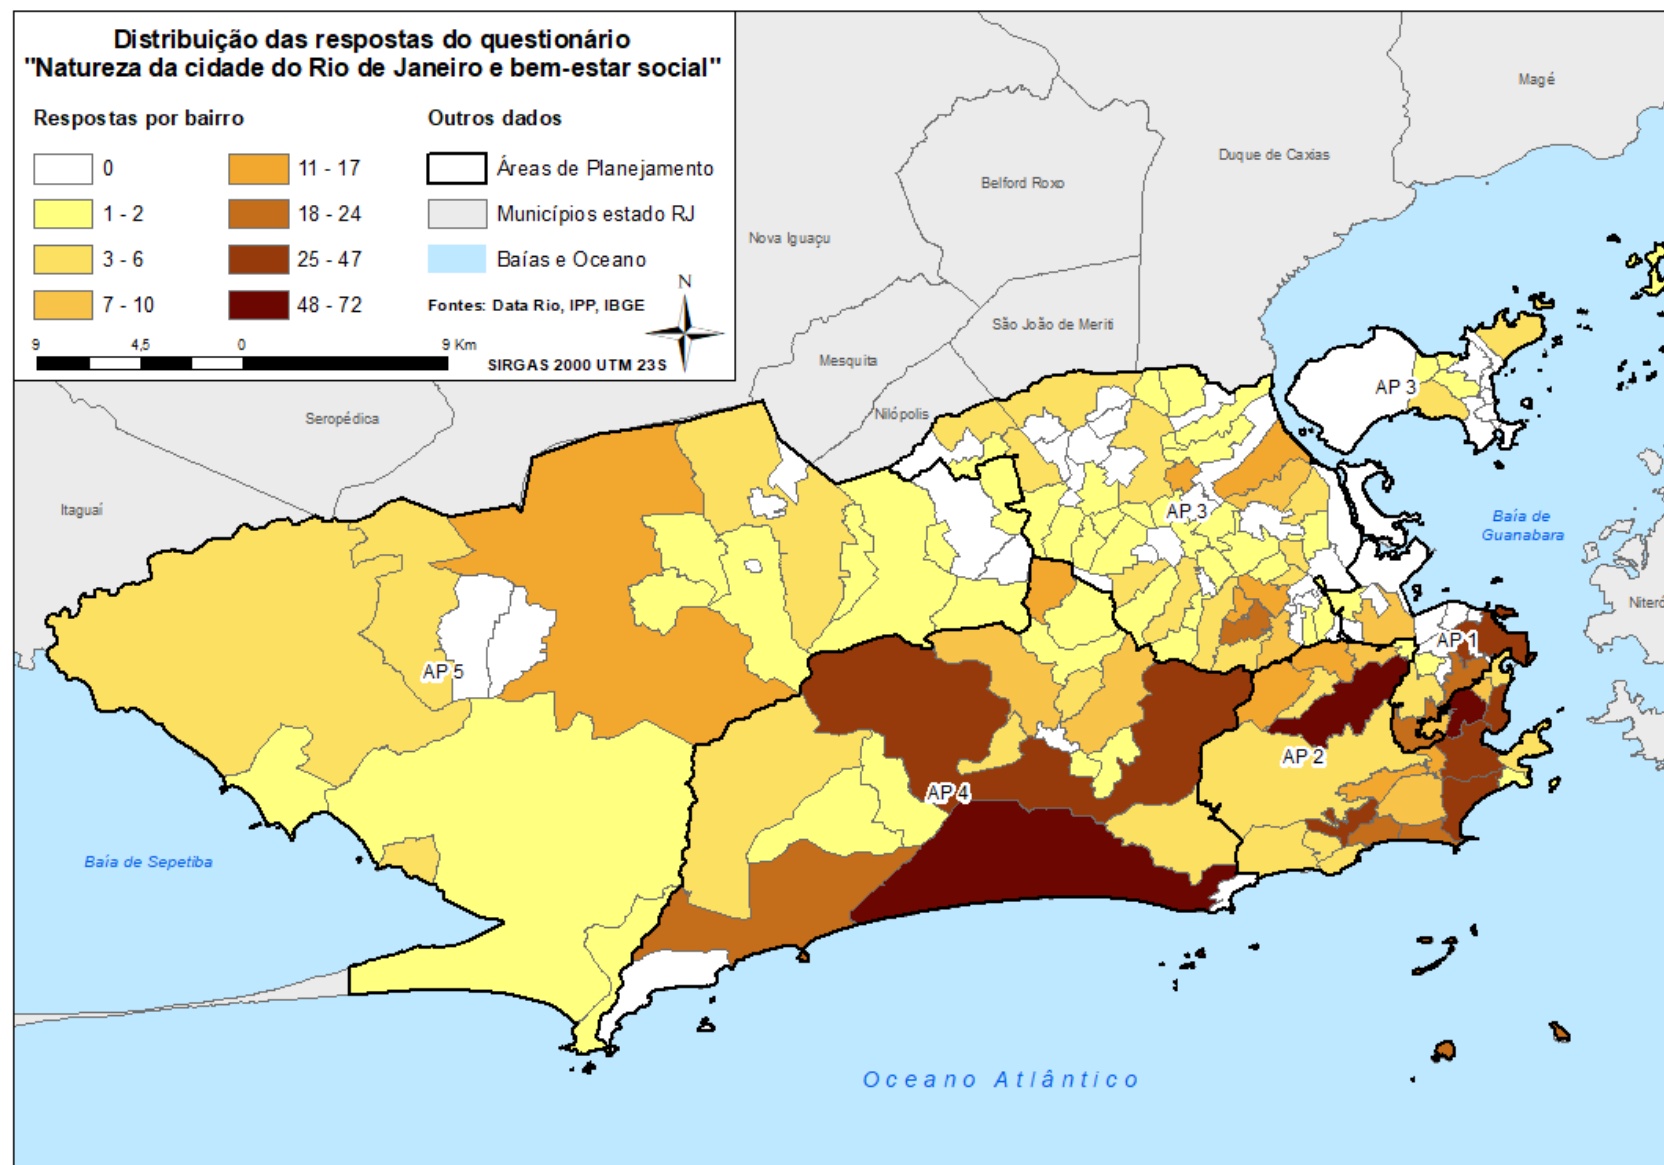 Distribuição das respostas do questionário
"Natureza da cidade do Rio de Janeiro e bem-estar social"
Respostas por bairro
0
1 - 2
3 - 6
7 - 10
11 - 17
18 - 24
25 - 47
48 - 72
Outros dados
Áreas de Planejamento
Municípios estado RJ
Baías e Oceano
Fontes: Data Rio, IPP, IBGE
N
9 4,5 0 9 Km
SIRGAS 2000 UTM 23S
Magé
Duque de Caxias
Belford Roxo
Nova Iguaçu
São João de Meriti
Mesquita
Nilópolis
Seropédica
Itaguaí
AP 3
AP 3
Baía de
Guanabara
AP 1
AP 5
AP 2
AP 4
Baía de Sepetiba
Oceano Atlântico